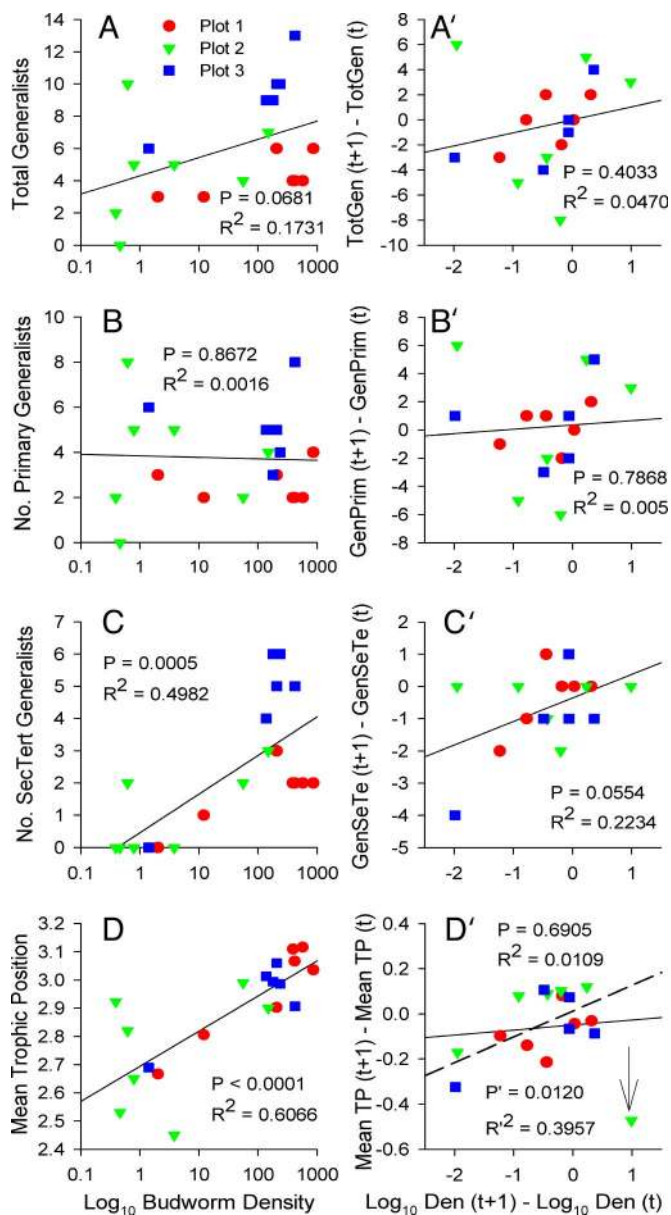 A
Plot 1
Plot 2
Plot 3
Total Generalists
14
12
10
8
6
4
2
0
P = 0.0681
R2 = 0.1731
0.1 1 10 100 1000
A'
TotGen (t+1) - TotGen (t)
8
6
4
2
0
-2
-4
-6
-8
-10
P = 0.4033
R2 = 0.0470
-2 -1 0 1
B
No. Primary Generalists
10
8
6
4
2
0
P = 0.8672
R2 = 0.0016
0.1 1 10 100 1000
B'
GenPrim (t+1) - GenPrim (t)
8
6
4
2
0
-2
-4
-6
-8
P = 0.7868
R2 = 0.005
-2 -1 0 1
C
No. SecTert Generalists
7
6
5
4
3
2
1
0
P = 0.0005
R2 = 0.4982
0.1 1 10 100 1000
C'
GenSeTe (t+1) - GenSeTe (t)
2
1
0
-1
-2
-3
-4
-5
P = 0.0554
R2 = 0.2234
-2 -1 0 1
D
Mean Trophic Position
3.2
3.1
3.0
2.9
2.8
2.7
2.6
2.5
2.4
P < 0.0001
R2 = 0.6066
0.1 1 10 100 1000
Log10 Budworm Density
D'
Mean TP (t+1) - Mean TP (t)
0.4
0.2
0.0
-0.2
-0.4
-0.6
P = 0.6905
R2 = 0.0109
P' = 0.0120
R'2 = 0.3957
-2 -1 0 1
Log10 Den (t+1) - Log10 Den (t)